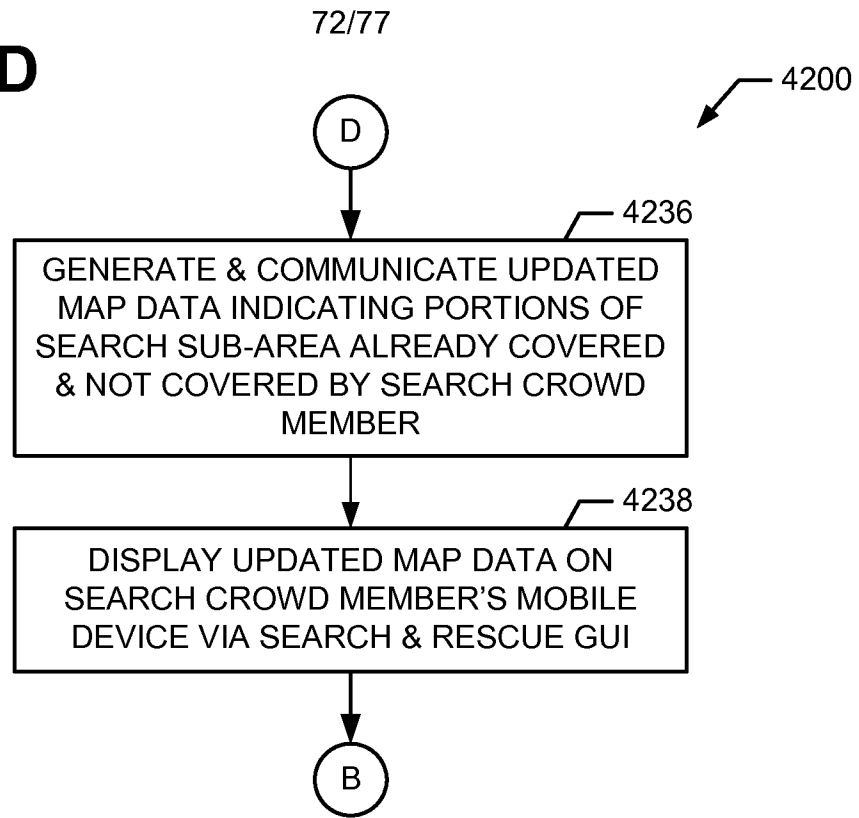 72/77
D
4200
D
4236
GENERATE & COMMUNICATE UPDATED
MAP DATA INDICATING PORTIONS OF
SEARCH SUB-AREA ALREADY COVERED
& NOT COVERED BY SEARCH CROWD
MEMBER
4238
DISPLAY UPDATED MAP DATA ON
SEARCH CROWD MEMBER'S MOBILE
DEVICE VIA SEARCH & RESCUE GUI
B